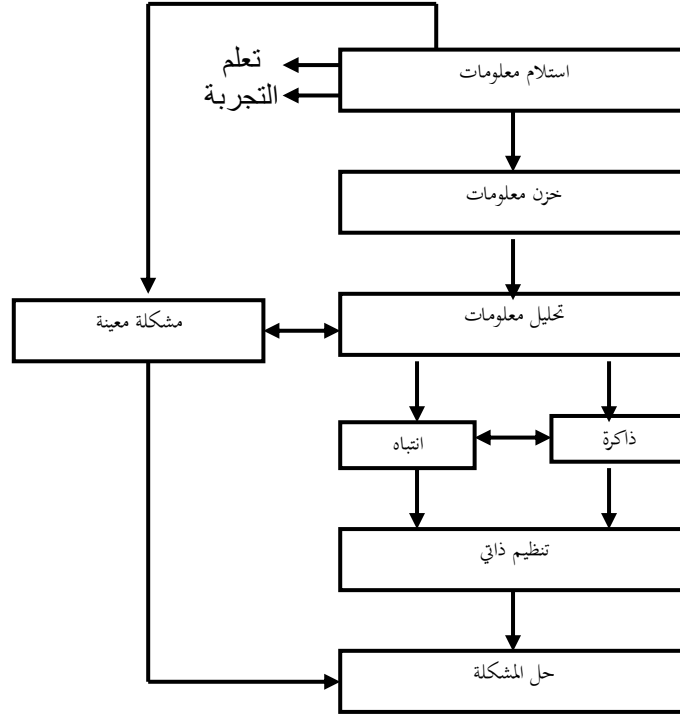 استلام معلومات
تعلم
التجربة
خزن معلومات
تحليل معلومات
مشكلة معينة
ذاكرة
انتباه
تنظيم ذاتي
حل المشكلة